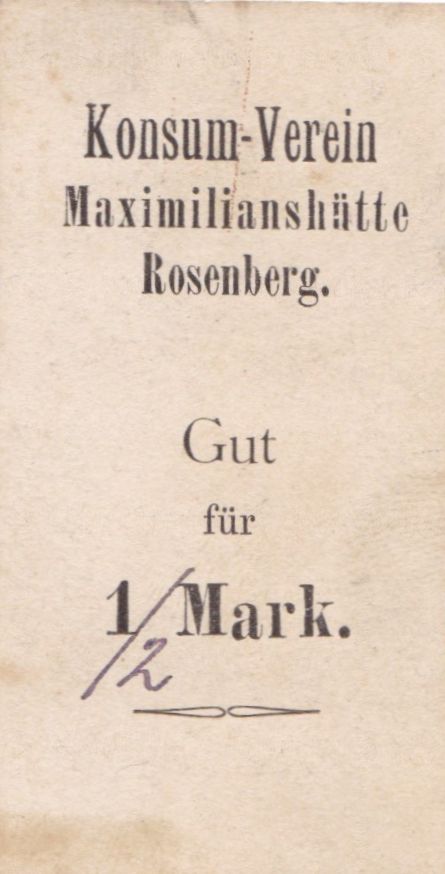 Konsum-Verein
Maximilianshütte
Rosenberg.
Gut
für
1/2 Mark.